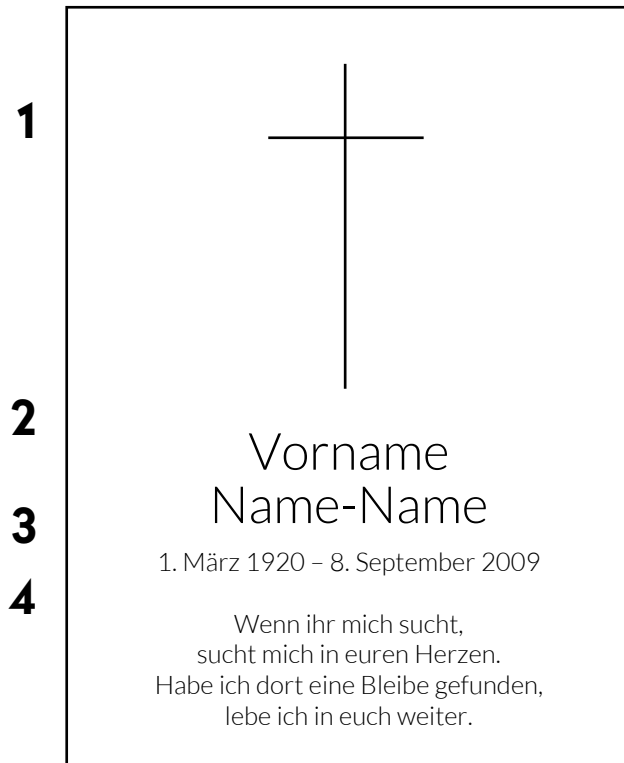 1
2
Vorname
Name-Name
3
1. März 1920 – 8. September 2009
4
Wenn ihr mich sucht,
sucht mich in euren Herzen.
Habe ich dort eine Bleibe gefunden,
lebe ich in euch weiter.